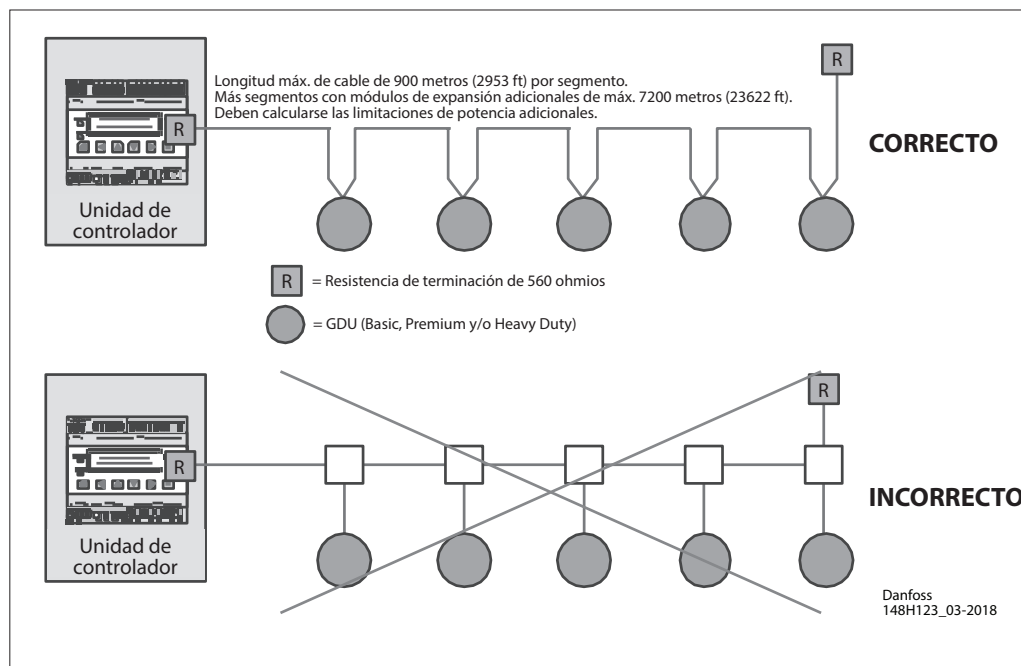 R
Longitud máx. de cable de 900 metros (2953 ft) por segmento.
Más segmentos con módulos de expansión adicionales de máx. 7200 metros (23622 ft).
Deben calcularse las limitaciones de potencia adicionales.
R
CORRECTO
Unidad de
controlador
R = Resistencia de terminación de 560 ohmios
= GDU (Basic, Premium y/o Heavy Duty)
R
R
INCORRECTO
Unidad de
controlador
Danfoss
148H123_03-2018